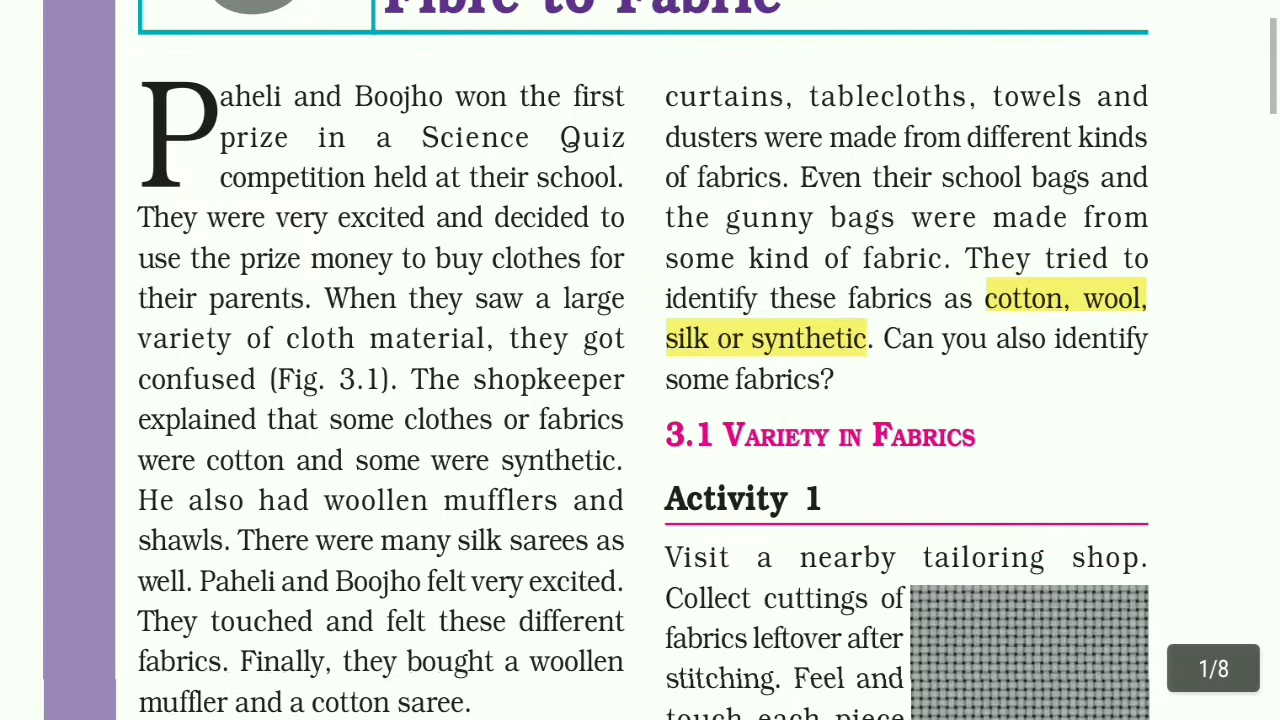 Fibre to Fabric
Paheli and Boojho won the first
prize in a Science Quiz
competition held at their school.
They were very excited and decided to
use the prize money to buy clothes for
their parents. When they saw a large
variety of cloth material, they got
confused (Fig. 3.1). The shopkeeper
explained that some clothes or fabrics
were cotton and some were synthetic.
He also had woollen mufflers and
shawls. There were many silk sarees as
well. Paheli and Boojho felt very excited.
They touched and felt these different
fabrics. Finally, they bought a woollen
muffler and a cotton saree.
curtains, tablecloths, towels and
dusters were made from different kinds
of fabrics. Even their school bags and
the gunny bags were made from
some kind of fabric. They tried to
identify these fabrics as cotton, wool,
silk or synthetic. Can you also identify
some fabrics?
3.1 VARIETY IN FABRICS
Activity 1
Visit a nearby tailoring shop.
Collect cuttings of
fabrics leftover after
stitching. Feel and
touch each piece
1/8